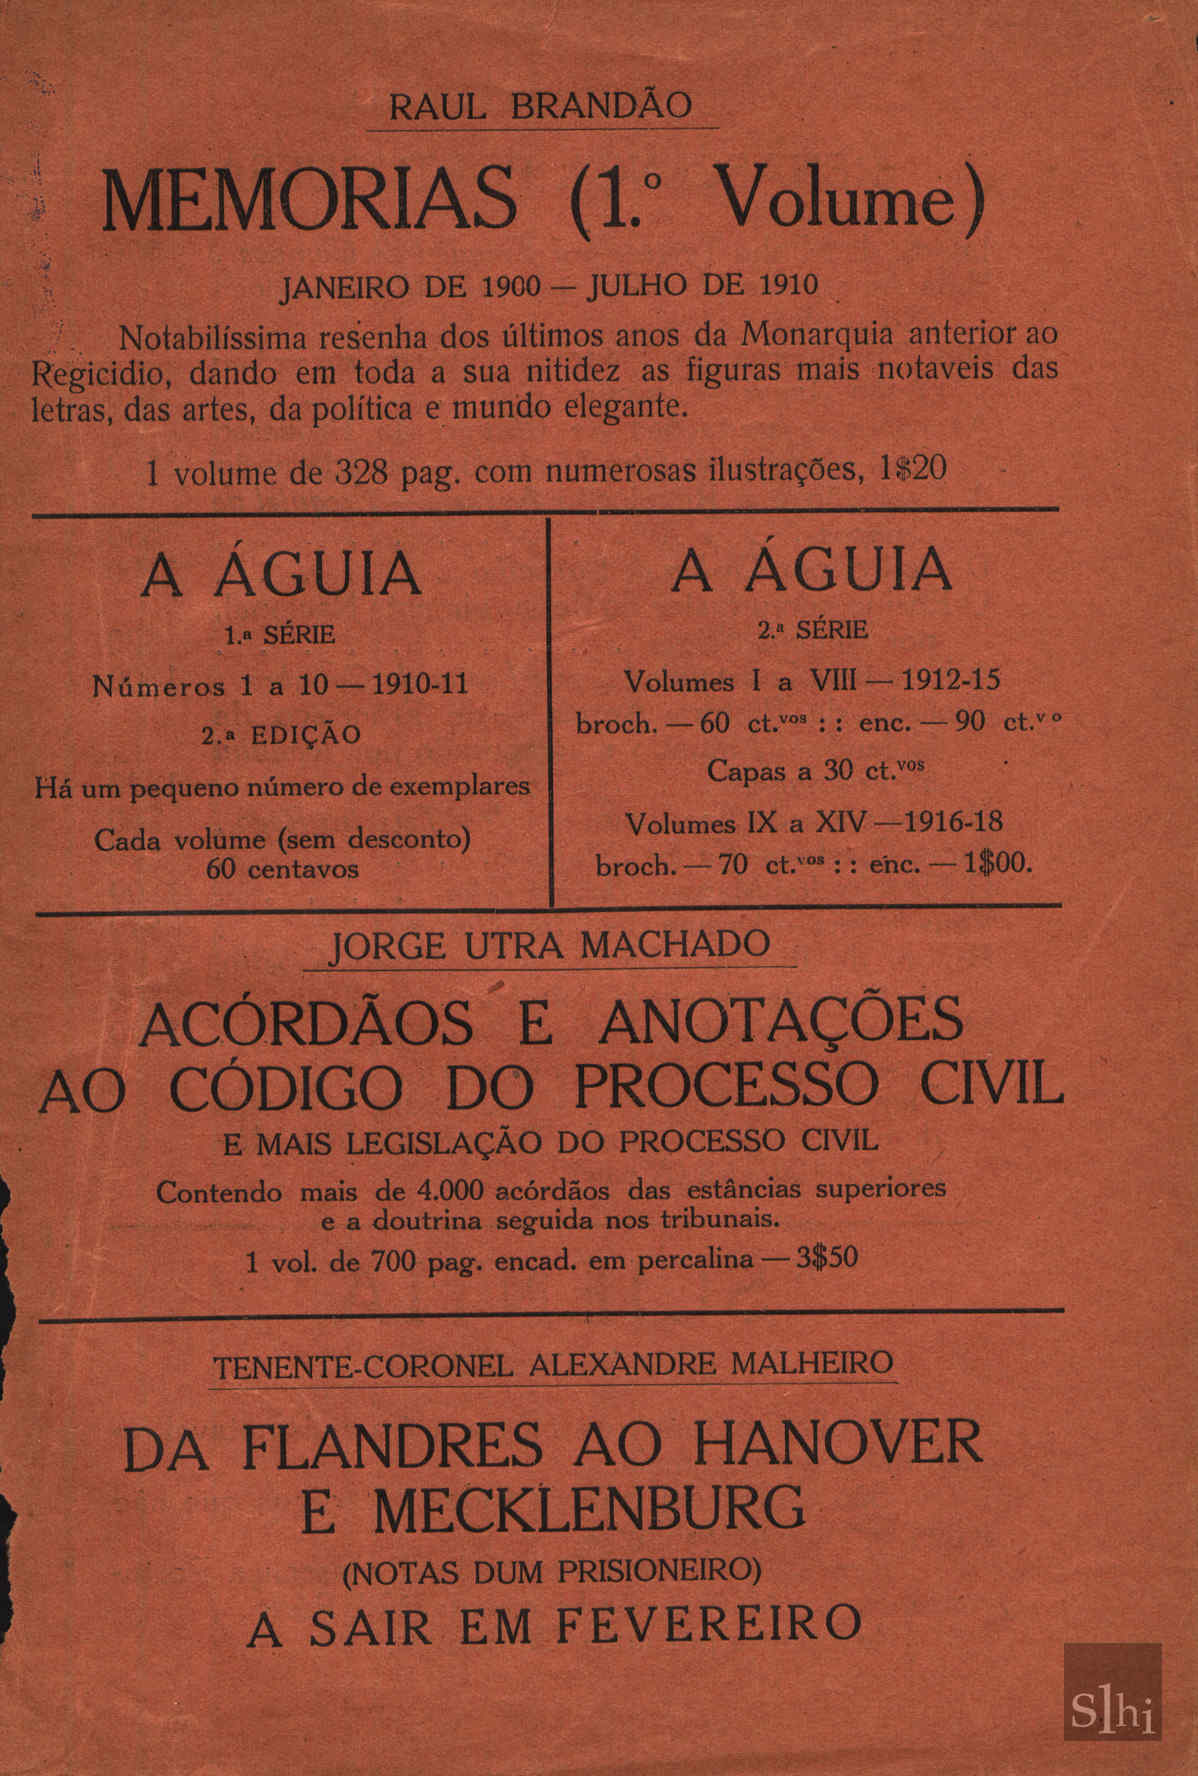 RAUL BRANDÃO
MEMORIAS (1.º Volume)
JANEIRO DE 1900 — JULHO DE 1910
Notabilíssima resenha dos últimos anos da Monarquia anterior ao
Regicidio, dando em toda a sua nitidez as figuras mais notaveis das
letras, das artes, da política e mundo elegante.
1 volume de 328 pag. com numerosas ilustrações, 1$20
A ÁGUIA
1.ª SÉRIE
Números 1 a 10 — 1910-11
2.ª EDIÇÃO
Há um pequeno número de exemplares
Cada volume (sem desconto)
60 centavos
A ÁGUIA
2.ª SÉRIE
Volumes I a VIII — 1912-15
broch. — 60 ct.vos : : enc. — 90 ct.vo
Capas a 30 ct.vos
Volumes IX a XIV — 1916-18
broch. — 70 ct.vos : : enc. — 1$00.
JORGE UTRA MACHADO
ACÓRDÃOS E ANOTAÇÕES
AO CÓDIGO DO PROCESSO CIVIL
E MAIS LEGISLAÇÃO DO PROCESSO CIVIL
Contendo mais de 4.000 acórdãos das estâncias superiores
e a doutrina seguida nos tribunais.
1 vol. de 700 pag. encad. em percalina — 3$50
TENENTE-CORONEL ALEXANDRE MALHEIRO
DA FLANDRES AO HANOVER
E MECKLENBURG
(NOTAS DUM PRISIONEIRO)
A SAIR EM FEVEREIRO
Slhi